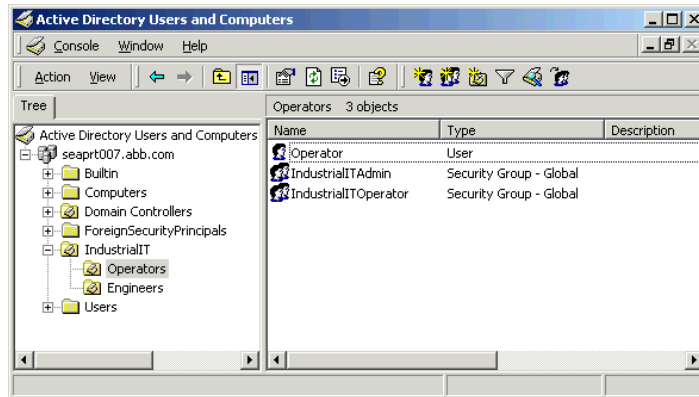 Active Directory Users and Computers
Console Window Help
Action View
Tree
Operators 3 objects
Active Directory Users and Computers
seaprt007.abb.com
Builtin
Computers
Domain Controllers
ForeignSecurityPrincipals
IndustrialIT
Operators
Engineers
Users
Name Type Description
Operator User
IndustrialITAdmin Security Group - Global
IndustrialITOperator Security Group - Global